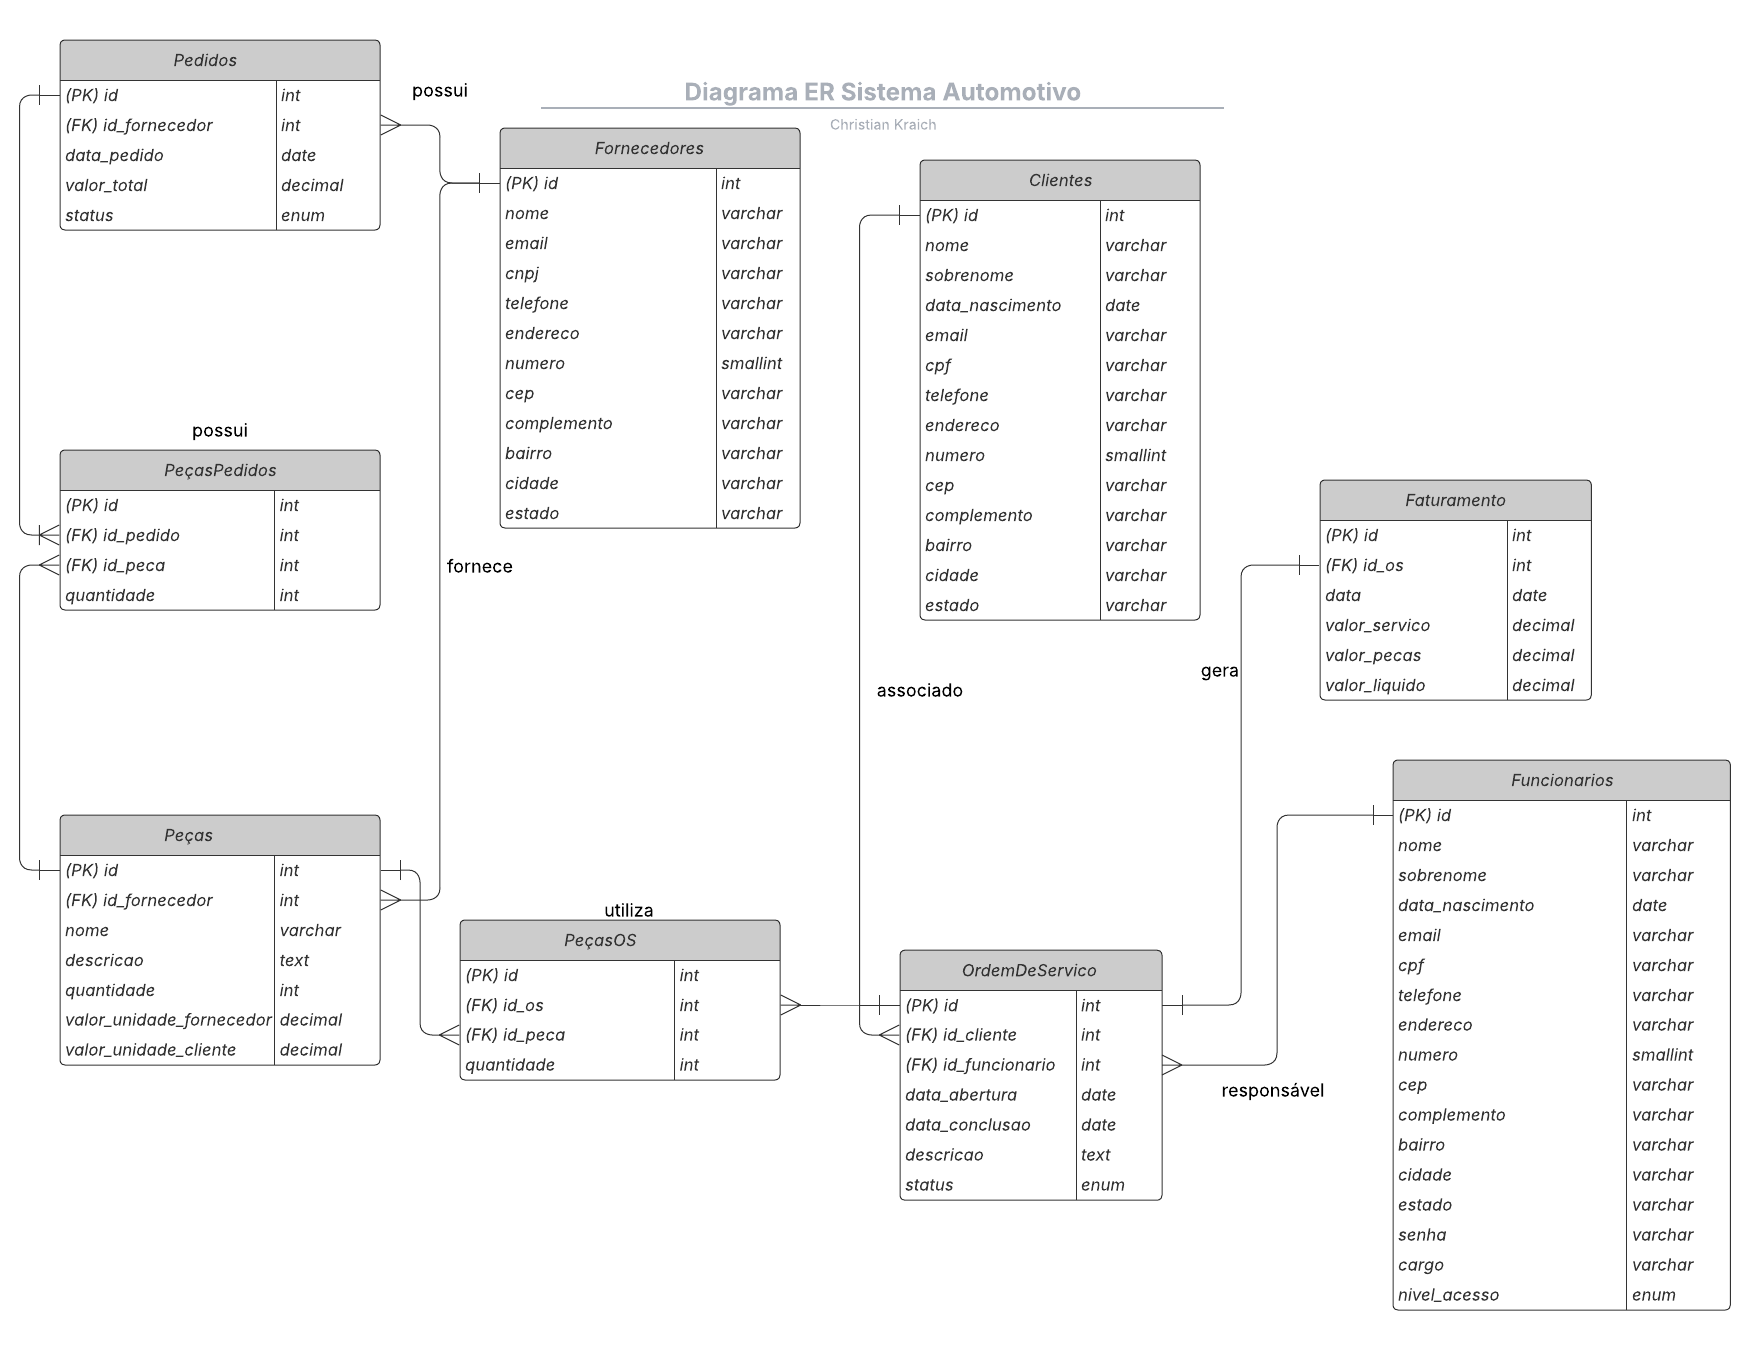 Diagrama ER Sistema Automotivo
Christian Kraich
Pedidos
(PK) id int
(FK) id_fornecedor int
data_pedido date
valor_total decimal
status enum
possui
Fornecedores
(PK) id int
nome varchar
email varchar
cnpj varchar
telefone varchar
endereco varchar
numero smallint
cep varchar
complemento varchar
bairro varchar
cidade varchar
estado varchar
Clientes
(PK) id int
nome varchar
sobrenome varchar
data_nascimento date
email varchar
cpf varchar
telefone varchar
endereco varchar
numero smallint
cep varchar
complemento varchar
bairro varchar
cidade varchar
estado varchar
possui
PeçasPedidos
(PK) id int
(FK) id_pedido int
(FK) id_peca int
quantidade int
fornece
Faturamento
(PK) id int
(FK) id_os int
data date
valor_servico decimal
valor_pecas decimal
valor_liquido decimal
gera
associado
Peças
(PK) id int
(FK) id_fornecedor int
nome varchar
descricao text
quantidade int
valor_unidade_fornecedor decimal
valor_unidade_cliente decimal
utiliza
PeçasOS
(PK) id int
(FK) id_os int
(FK) id_peca int
quantidade int
OrdemDeServico
(PK) id int
(FK) id_cliente int
(FK) id_funcionario int
data_abertura date
data_conclusao date
descricao text
status enum
responsável
Funcionarios
(PK) id int
nome varchar
sobrenome varchar
data_nascimento date
email varchar
cpf varchar
telefone varchar
endereco varchar
numero smallint
cep varchar
complemento varchar
bairro varchar
cidade varchar
estado varchar
senha varchar
cargo varchar
nivel_acesso enum